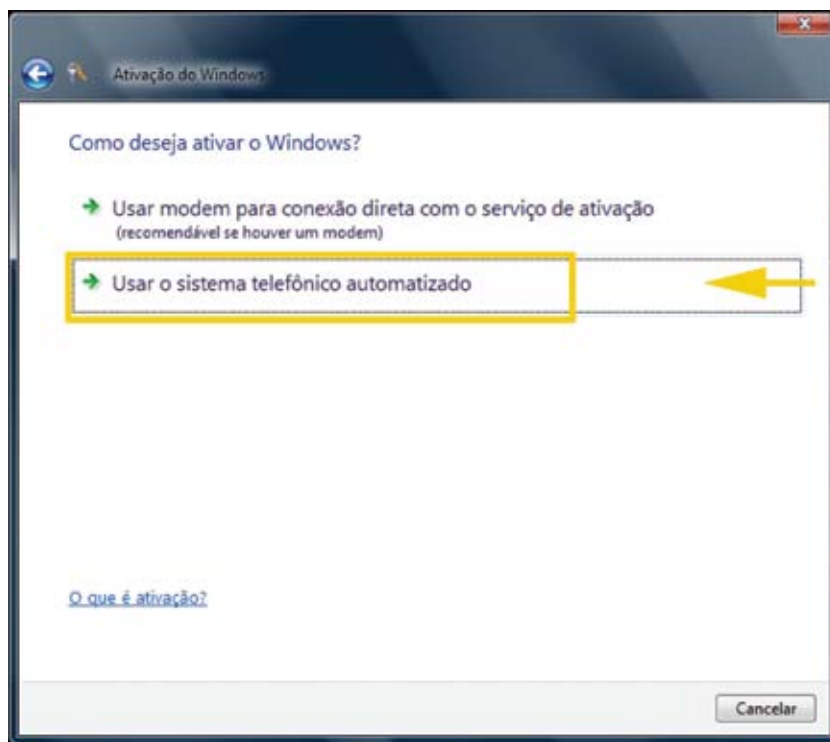 Ativação do Windows
Como deseja ativar o Windows?
Usar modem para conexão direta com o serviço de ativação
(recomendável se houver um modem)
Usar o sistema telefônico automatizado
O que é ativação?
Cancelar